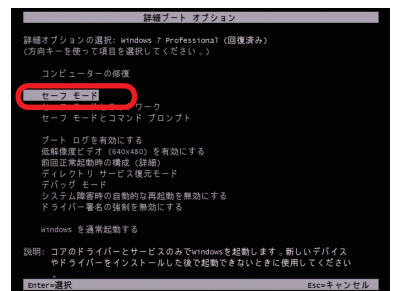 詳細ブート オプション
詳細オプションの選択: Windows 7 Professional (回復済み)
(方向キーを使って項目を選択してください。)
コンピューターの修復
セーフ モード
セーフ モードとネットワーク
セーフ モードとコマンド プロンプト
ブート ログを有効にする
低解像度ビデオ (640x480) を有効にする
前回正常起動時の構成 (詳細)
ディレクトリ サービス復元モード
デバッグ モード
システム障害時の自動的な再起動を無効にする
ドライバー署名の強制を無効にする
Windows を通常起動する
説明: コアのドライバーとサービスのみでWindowsを起動します。新しいデバイス
やドライバーをインストールした後で起動できないときに使用してください
。
Enter=選択
Esc=キャンセル